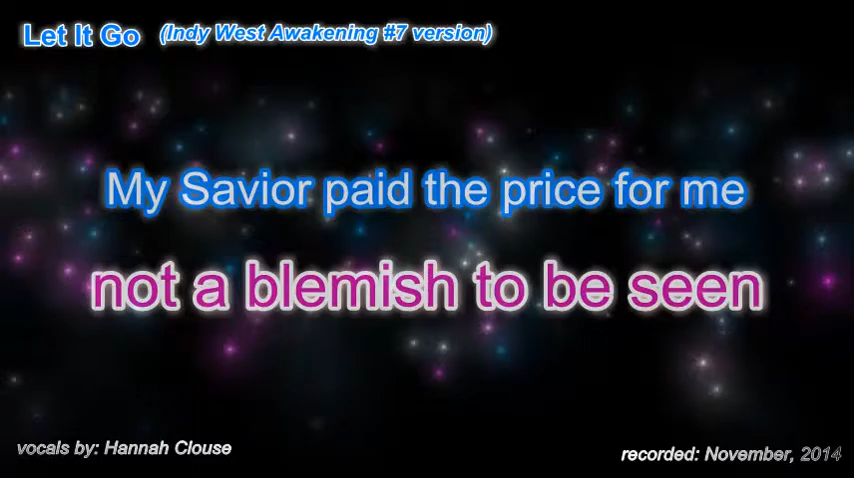 Let It Go (Indy West Awakening #7 version)
My Savior paid the price for me
not a blemish to be seen
vocals by: Hannah Clouse
recorded: November, 2014